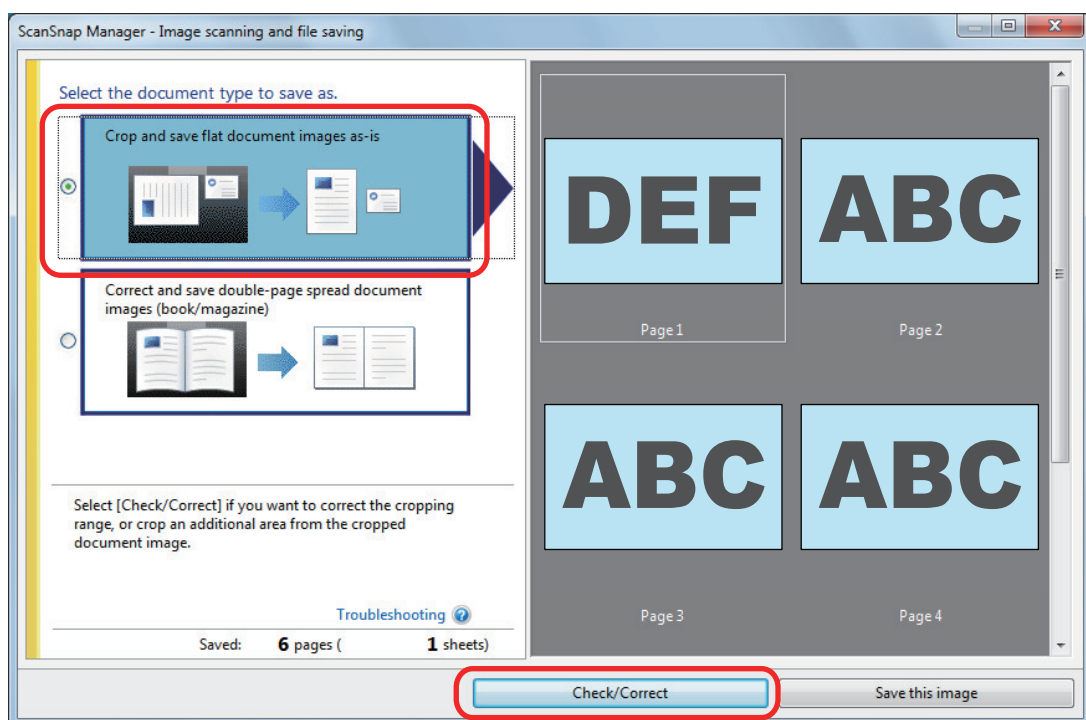 ScanSnap Manager - Image scanning and file saving
Select the document type to save as.
Crop and save flat document images as-is
Correct and save double-page spread document
images (book/magazine)
Select [Check/Correct] if you want to correct the cropping
range, or crop an additional area from the cropped
document image.
Troubleshooting
Saved: 6 pages ( 1 sheets)
DEF
Page 1
ABC
Page 2
ABC
Page 3
ABC
Page 4
Check/Correct
Save this image